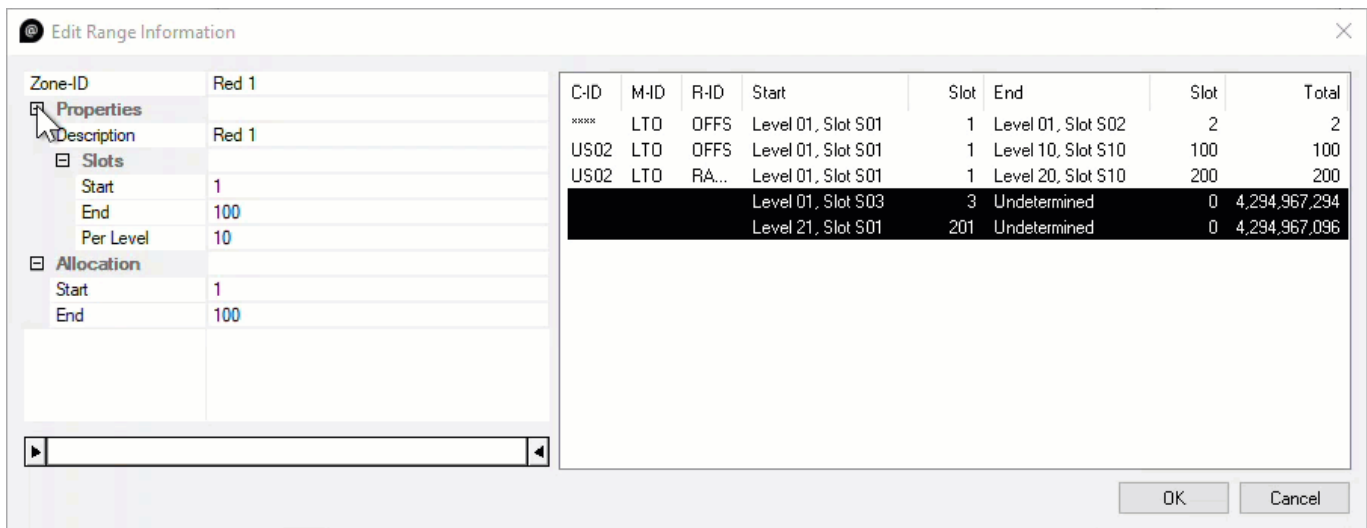 Edit Range Information
Zone-ID Red 1
Properties
Description Red 1
Slots
Start 1
End 100
Per Level 10
Allocation
Start 1
End 100
C-ID M-ID R-ID Start Slot End Slot Total
**** LTO OFFS Level 01, Slot S01 1 Level 01, Slot S02 2 2
US02 LTO OFFS Level 01, Slot S01 1 Level 10, Slot S10 100 100
US02 LTO RA... Level 01, Slot S01 1 Level 20, Slot S10 200 200
Level 01, Slot S03 3 Undetermined 0 4,294,967,294
Level 21, Slot S01 201 Undetermined 0 4,294,967,096
OK Cancel